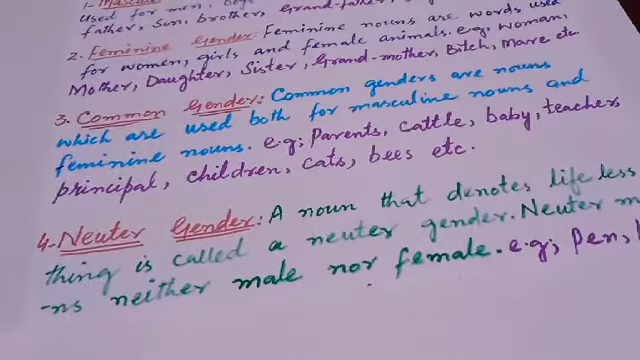 1- Masculine
used for men, boys
father, Son, brother, Grand-father,
2. Feminine Gender: Feminine nouns are words used
for women, girls and female animals. e.g; Woman,
Mother, Daughter, Sister, Grand-mother, Bitch, Mare etc.
3. Common Gender: Common genders are nouns
which are used both for masculine nouns and
feminine nouns. e.g; Parents, cattle, baby, teachers
principal, children, cats, bees etc.
4- Neuter Gender: A noun that denotes life less
thing is called a neuter gender. Neuter m
-ns neither male nor female. e.g; Pen,